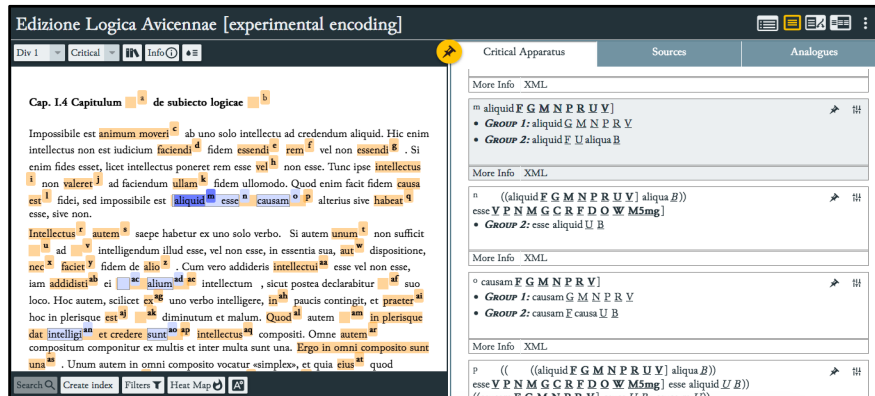 Edizione Logica Avicennae [experimental encoding]
Div 1 Critical Info
Critical Apparatus Sources Analogues
Cap. I.4 Capitulum a de subiecto logicae b
Impossibile est animum moveri c ab uno solo intellectu ad credendum aliquid. Hic enim
intellectus non est iudicium faciendi d fidem essendi e rem f vel non essendi g . Si
enim fides esset, licet intellectus poneret rem esse vel h non esse. Tunc ipse intellectus
i non valeret j ad faciendum ullam k fidem ullomodo. Quod enim facit fidem causa
est l fidei, sed impossibile est aliquid m esse n causam o p alterius sive habeat q
esse, sive non.
Intellectus r autem s saepe habetur ex uno solo verbo. Si autem unum t non sufficit
u ad v intelligendum illud esse, vel non esse, in essentia sua, aut w dispositione,
nec x faciet y fidem de alio z . Cum vero addideris intellectui aa esse vel non esse,
iam addidisti ab ei ac alium ad ae intellectum , sicut postea declarabitur af suo
loco. Hoc autem, scilicet ex ag uno verbo intelligere, in ah paucis contingit, et praeter ai
hoc in plerisque est aj ak diminutum et malum. Quod al autem am in plerisque
dat intelligi an et credere sunt ao ap intellectus aq compositi. Omne autem ar
compositum componitur ex multis et inter multa sunt una. Ergo in omni composito sunt
una as . Unum autem in omni composito vocatur «simplex», et quia eius at quod
Search Create index Filters Heat Map
More Info XML
m aliquid F G M N P R U V]
• GROUP 1: aliquid G M N P R V
• GROUP 2: aliquid F U aliqua B
More Info XML
n ((aliquid F G M N P R U V] aliqua B))
esse V P N M G C R F D O W M5mg]
• GROUP 2: esse aliquid U B
More Info XML
o causam F G M N P R V]
• GROUP 1: causam G M N P R V
• GROUP 2: causam F causa U B
More Info XML
p (( ((aliquid F G M N P R U V] aliqua B))
esse V P N M G C R F D O W M5mg] esse aliquid U B))